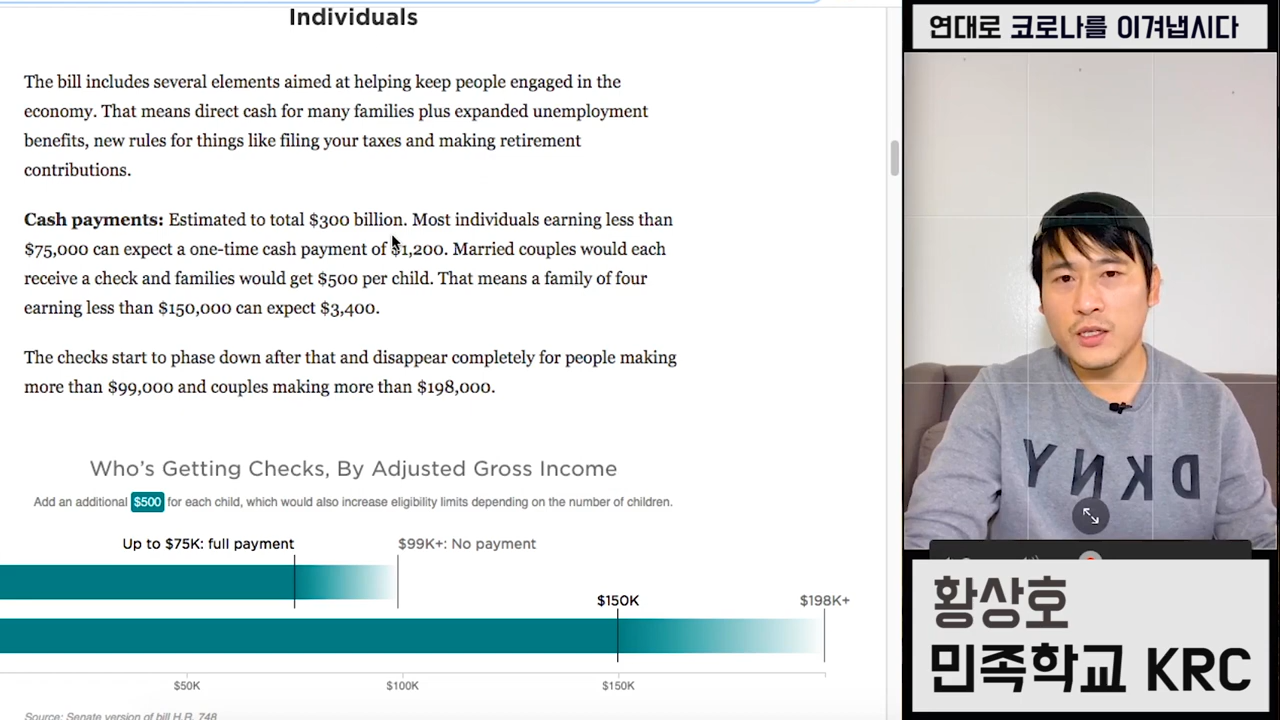 Individuals
The bill includes several elements aimed at helping keep people engaged in the
economy. That means direct cash for many families plus expanded unemployment
benefits, new rules for things like filing your taxes and making retirement
contributions.
Cash payments: Estimated to total $300 billion. Most individuals earning less than
$75,000 can expect a one-time cash payment of $1,200. Married couples would each
receive a check and families would get $500 per child. That means a family of four
earning less than $150,000 can expect $3,400.
The checks start to phase down after that and disappear completely for people making
more than $99,000 and couples making more than $198,000.
Who's Getting Checks, By Adjusted Gross Income
Add an additional $500 for each child, which would also increase eligibility limits depending on the number of children.
Up to $75K: full payment
$99K+: No payment
$150K
$198K+
$50K
$100K
$150K
Source: Senate version of bill H.R. 748
연대로 코로나를 이겨냅시다
DKNY
황상호
민족학교 KRC